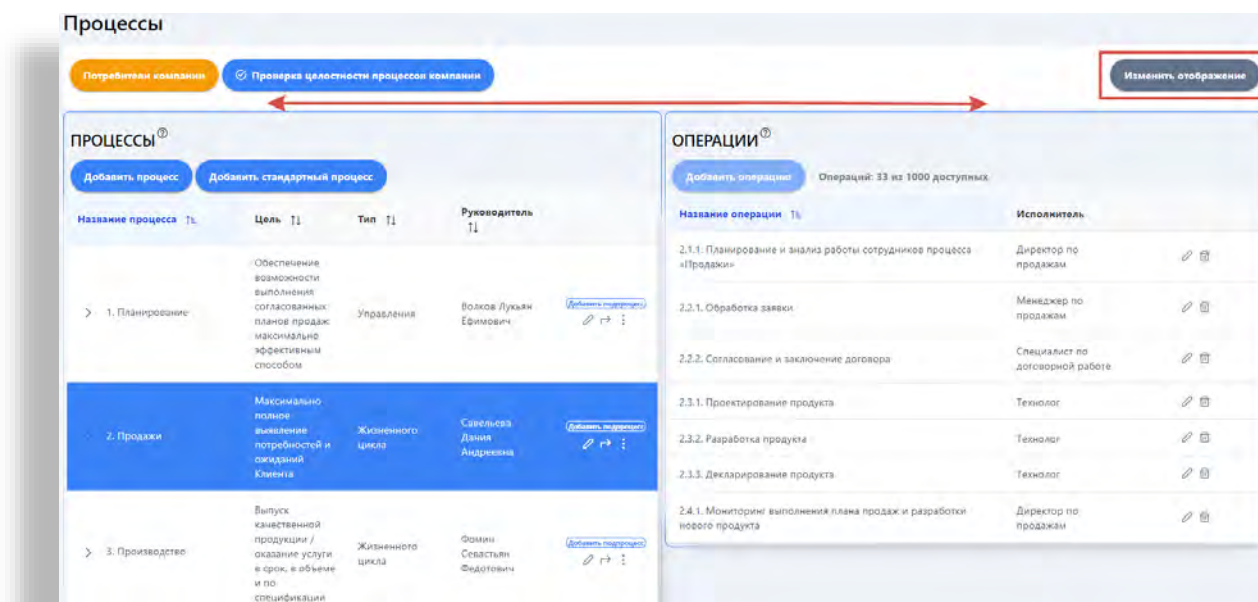 Процессы
Потребители компании
Проверка целостности процессов компании
Изменить отображение
ПРОЦЕССЫ
Добавить процесс
Добавить стандартный процесс
Название процесса
Цель
Тип
Руководитель
1. Планирование
Обеспечение
возможности
выполнения
согласованных
планов продаж
максимально
эффективным
способом
Управления
Волков Лукьян
Ефимович
Добавить подпроцесс
2. Продажи
Максимально
полное
выявление
потребностей и
ожиданий
Клиента
Жизненного
цикла
Савельева
Дания
Андреевна
Добавить подпроцесс
3. Производство
Выпуск
качественной
продукции /
оказание услуги
в срок, в объеме
и по
спецификации
Жизненного
цикла
Фомин
Севастьян
Федотович
Добавить подпроцесс
ОПЕРАЦИИ
Добавить операцию
Операций: 33 из 1000 доступных
Название операции
Исполнитель
2.1.1. Планирование и анализ работы сотрудников процесса
«Продажи»
Директор по
продажам
2.2.1. Обработка заявки
Менеджер по
продажам
2.2.2. Согласование и заключение договора
Специалист по
договорной работе
2.3.1. Проектирование продукта
Технолог
2.3.2. Разработка продукта
Технолог
2.3.3. Декларирование продукта
Технолог
2.4.1. Мониторинг выполнения плана продаж и разработки
нового продукта
Директор по
продажам